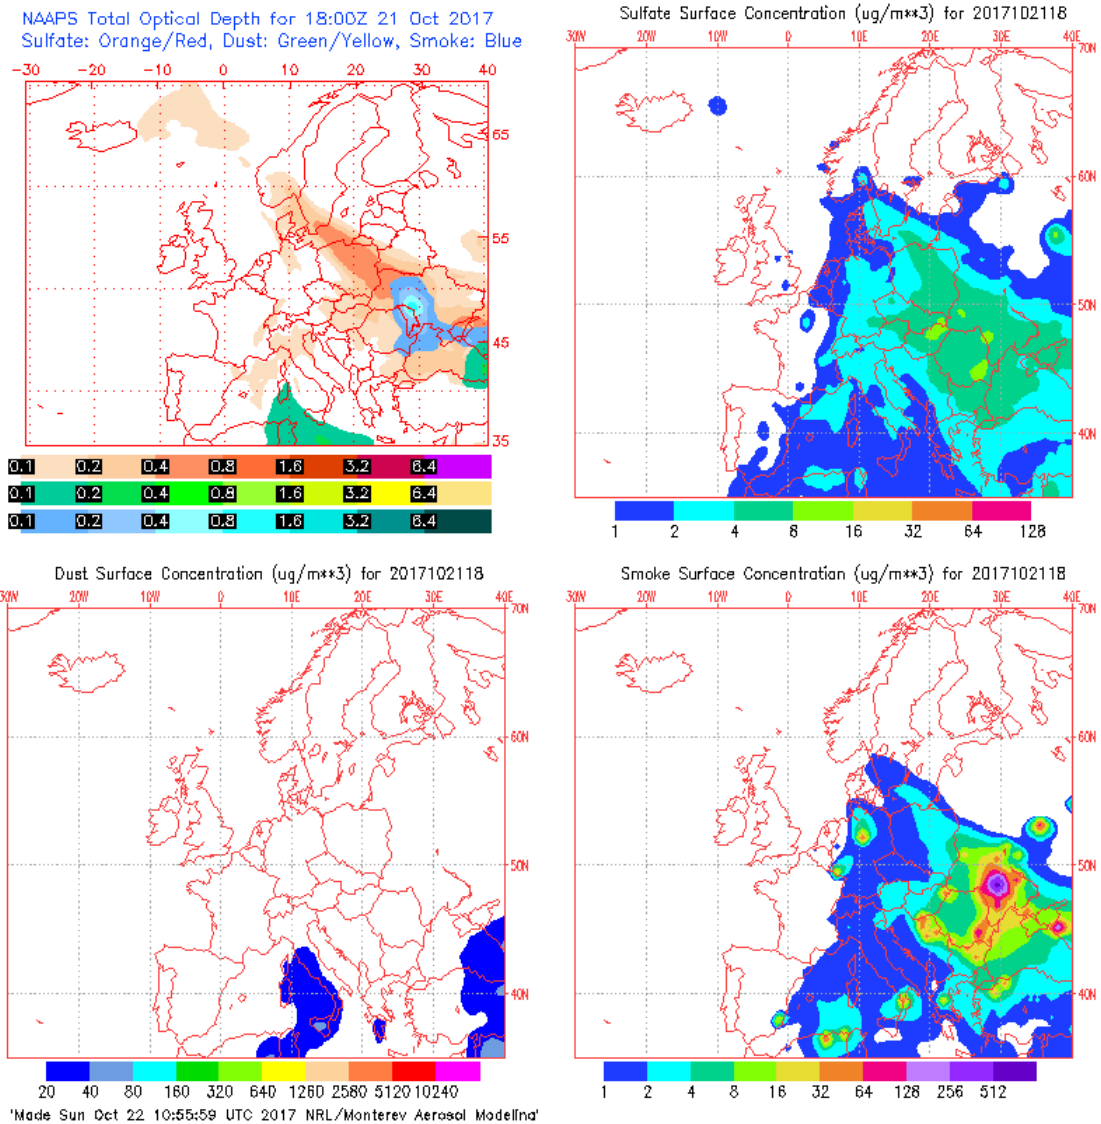 NAAPS Total Optical Depth for 18:00Z 21 Oct 2017
Sulfate: Orange/Red, Dust: Green/Yellow, Smoke: Blue
-30 -20 -10 0 10 20 30 40
65
55
45
35
0.1 0.2 0.4 0.8 1.6 3.2 6.4
0.1 0.2 0.4 0.8 1.6 3.2 6.4
0.1 0.2 0.4 0.8 1.6 3.2 6.4
Sulfate Surface Concentration (ug/m**3) for 2017102118
30W 20W 10W 0 10E 20E 30E 40E
70N
60N
50N
40N
1 2 4 8 16 32 64 128
Dust Surface Concentration (ug/m**3) for 2017102118
30W 20W 10W 0 10E 20E 30E 40E
70N
60N
50N
40N
20 40 80 160 320 640 1260 2580 5120 10240
'Made Sun Oct 22 10:55:59 UTC 2017 NRL/Monterey Aerosol Modeling'
Smoke Surface Concentration (ug/m**3) for 2017102118
30W 20W 10W 0 10E 20E 30E 40E
70N
60N
50N
40N
1 2 4 8 16 32 64 128 256 512